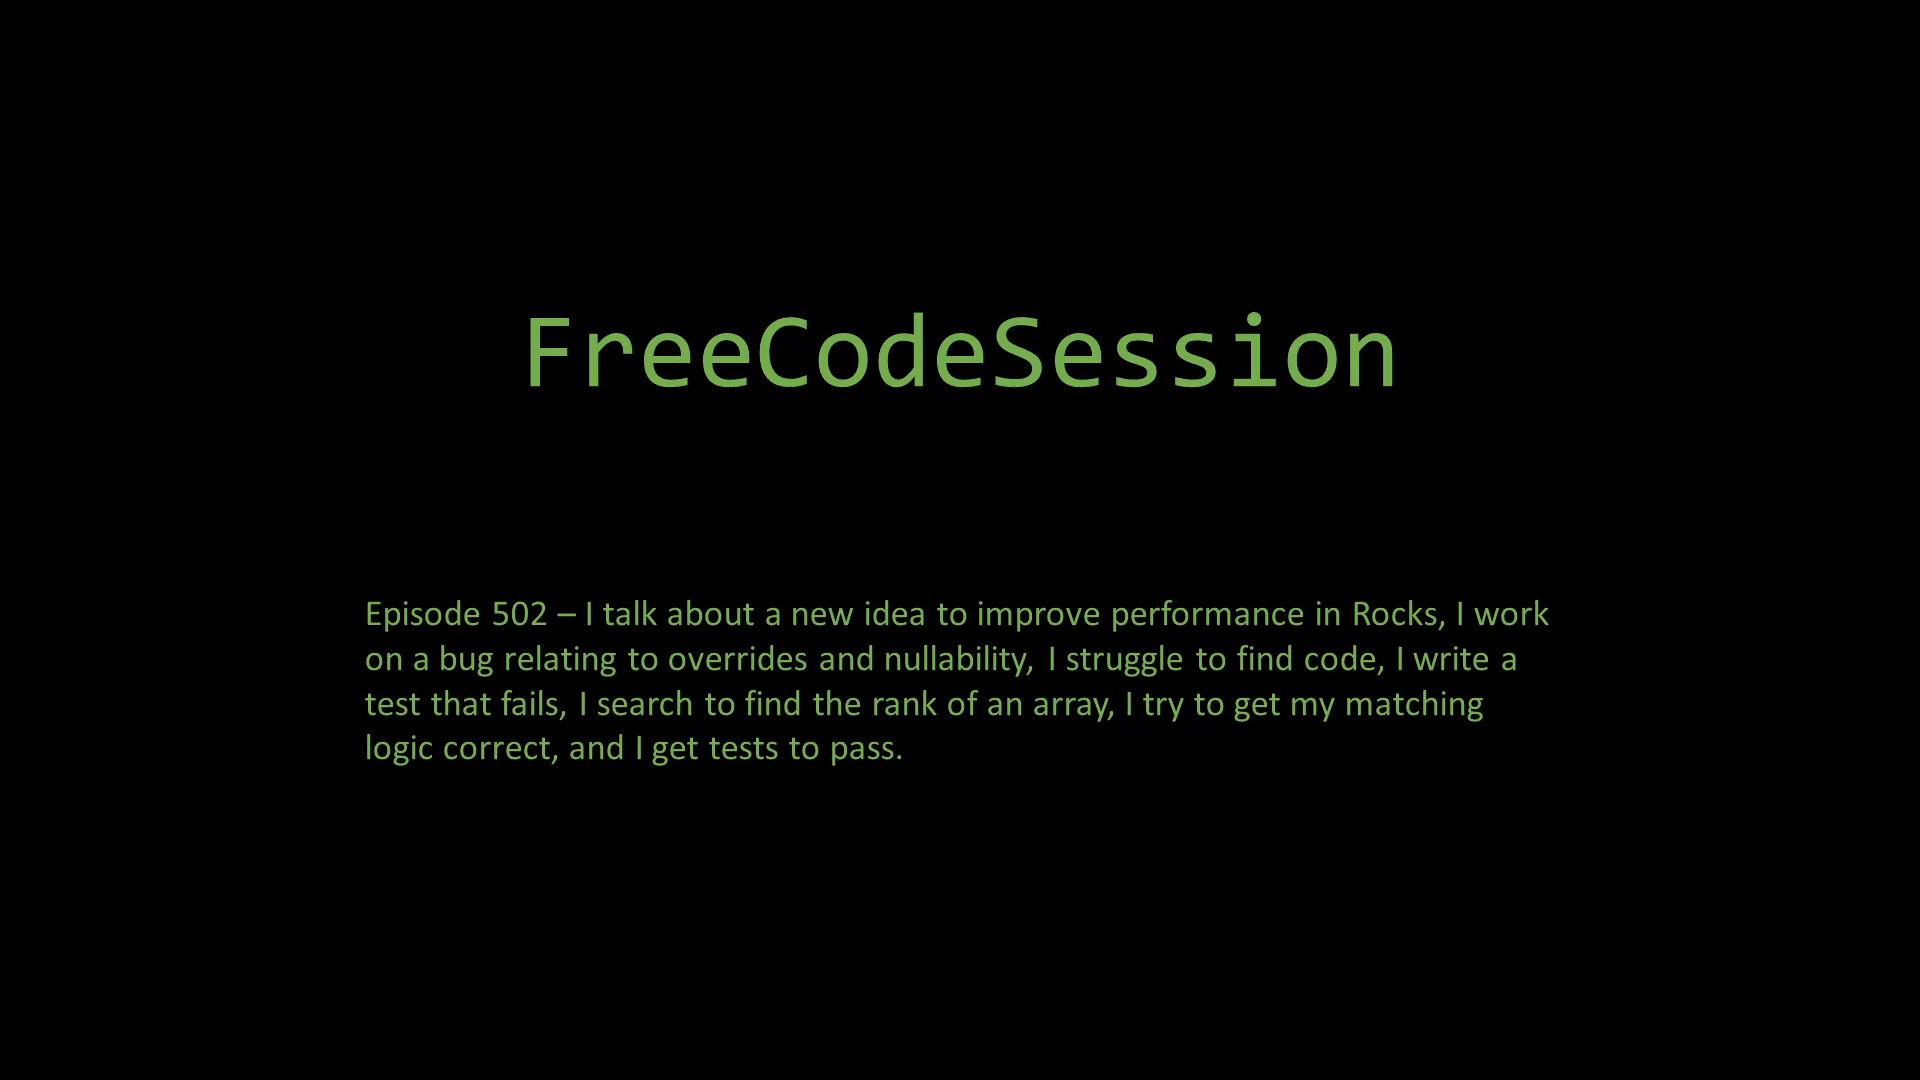 FreeCodeSession
Episode 502 – I talk about a new idea to improve performance in Rocks, I work
on a bug relating to overrides and nullability, I struggle to find code, I write a
test that fails, I search to find the rank of an array, I try to get my matching
logic correct, and I get tests to pass.